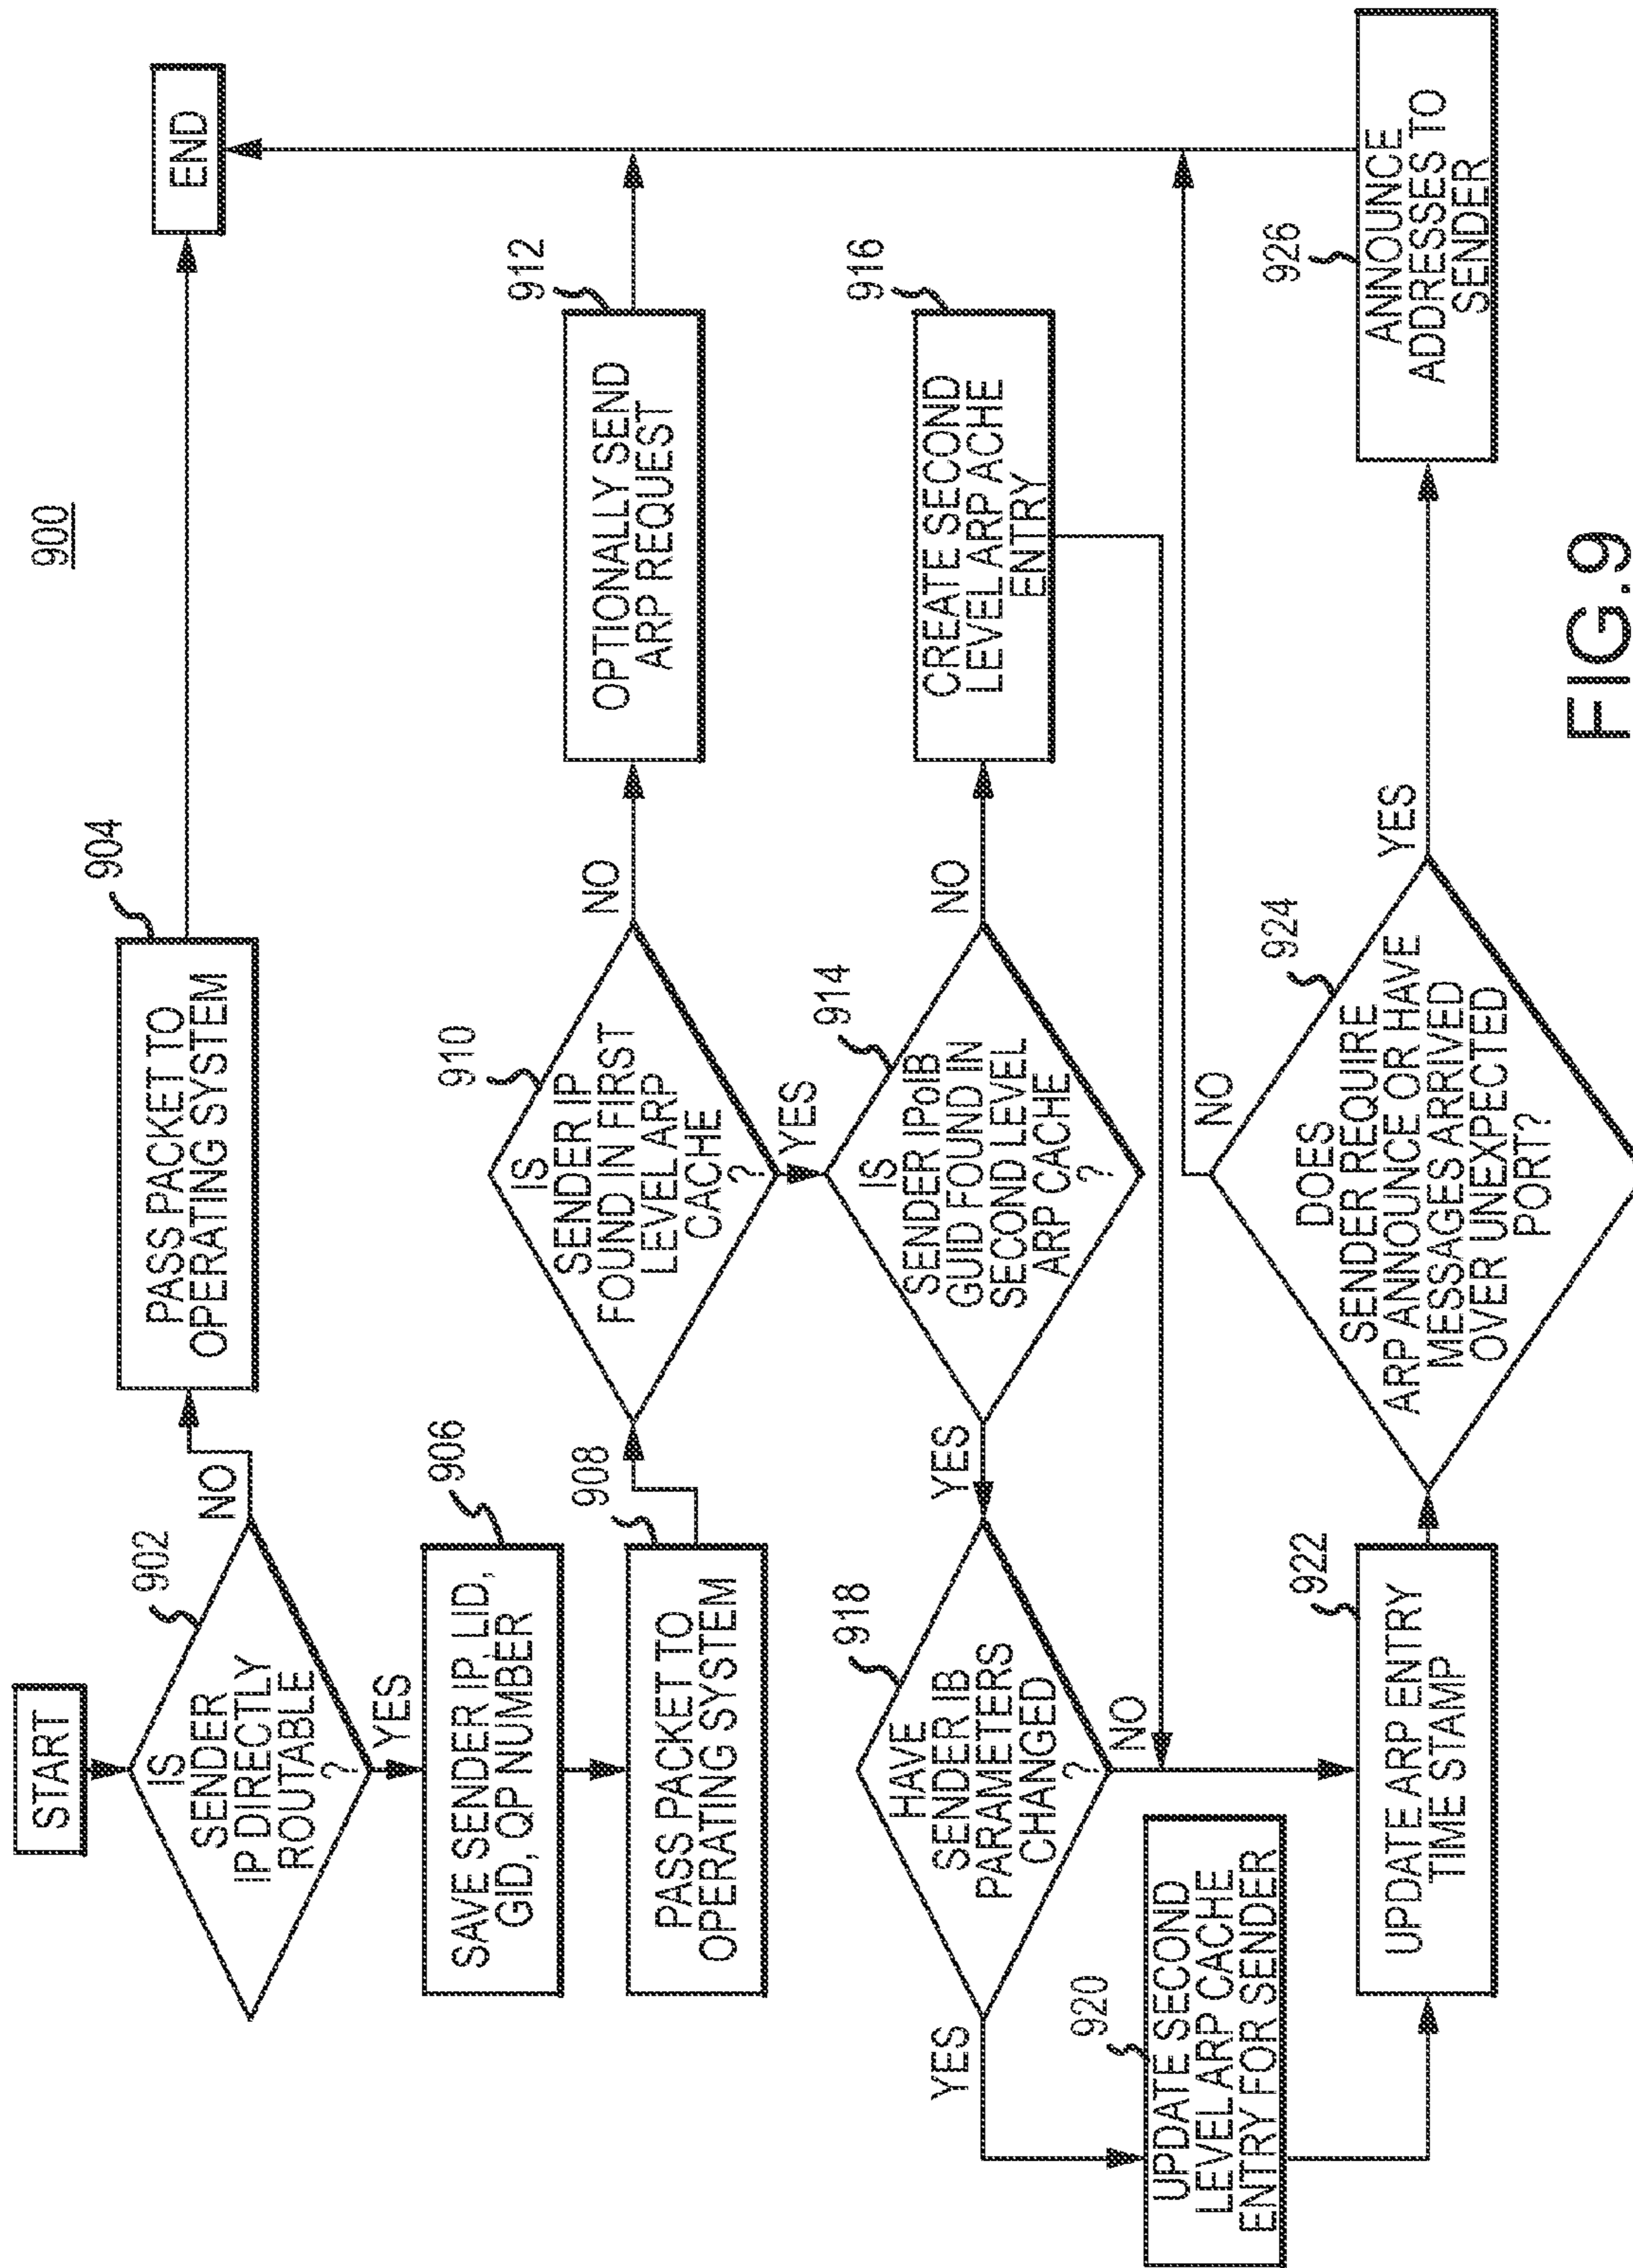 900
START
IS
SENDER
IP DIRECTLY
ROUTABLE
?
902
NO
YES
PASS PACKET TO
OPERATING SYSTEM
904
END
SAVE SENDER IP, LID,
GID, QP NUMBER
906
PASS PACKET TO
OPERATING SYSTEM
908
IS
SENDER IP
FOUND IN FIRST
LEVEL ARP
CACHE
?
910
NO
YES
OPTIONALLY SEND
ARP REQUEST
912
IS
SENDER IPoIB
GUID FOUND IN
SECOND LEVEL
ARP CACHE
?
914
NO
YES
CREATE SECOND
LEVEL ARP ACHE
ENTRY
916
HAVE
SENDER IB
PARAMETERS
CHANGED
?
918
YES
NO
UPDATE SECOND
LEVEL ARP CACHE
ENTRY FOR SENDER
920
UPDATE ARP ENTRY
TIME STAMP
922
DOES
SENDER REQUIRE
ARP ANNOUNCE OR HAVE
MESSAGES ARRIVED
OVER UNEXPECTED
PORT?
924
NO
YES
ANNOUNCE
ADDRESSES TO
SENDER
926
FIG.9